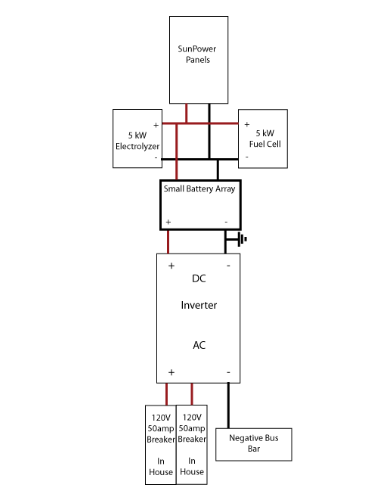 SunPower
Panels
+
5 kW
Electrolyzer
-
+
5 kW
Fuel Cell
-
Small Battery Array
+ -
+ -
DC
Inverter
AC
+ -
120V
50amp
Breaker
In
House
120V
50amp
Breaker
In
House
Negative Bus
Bar